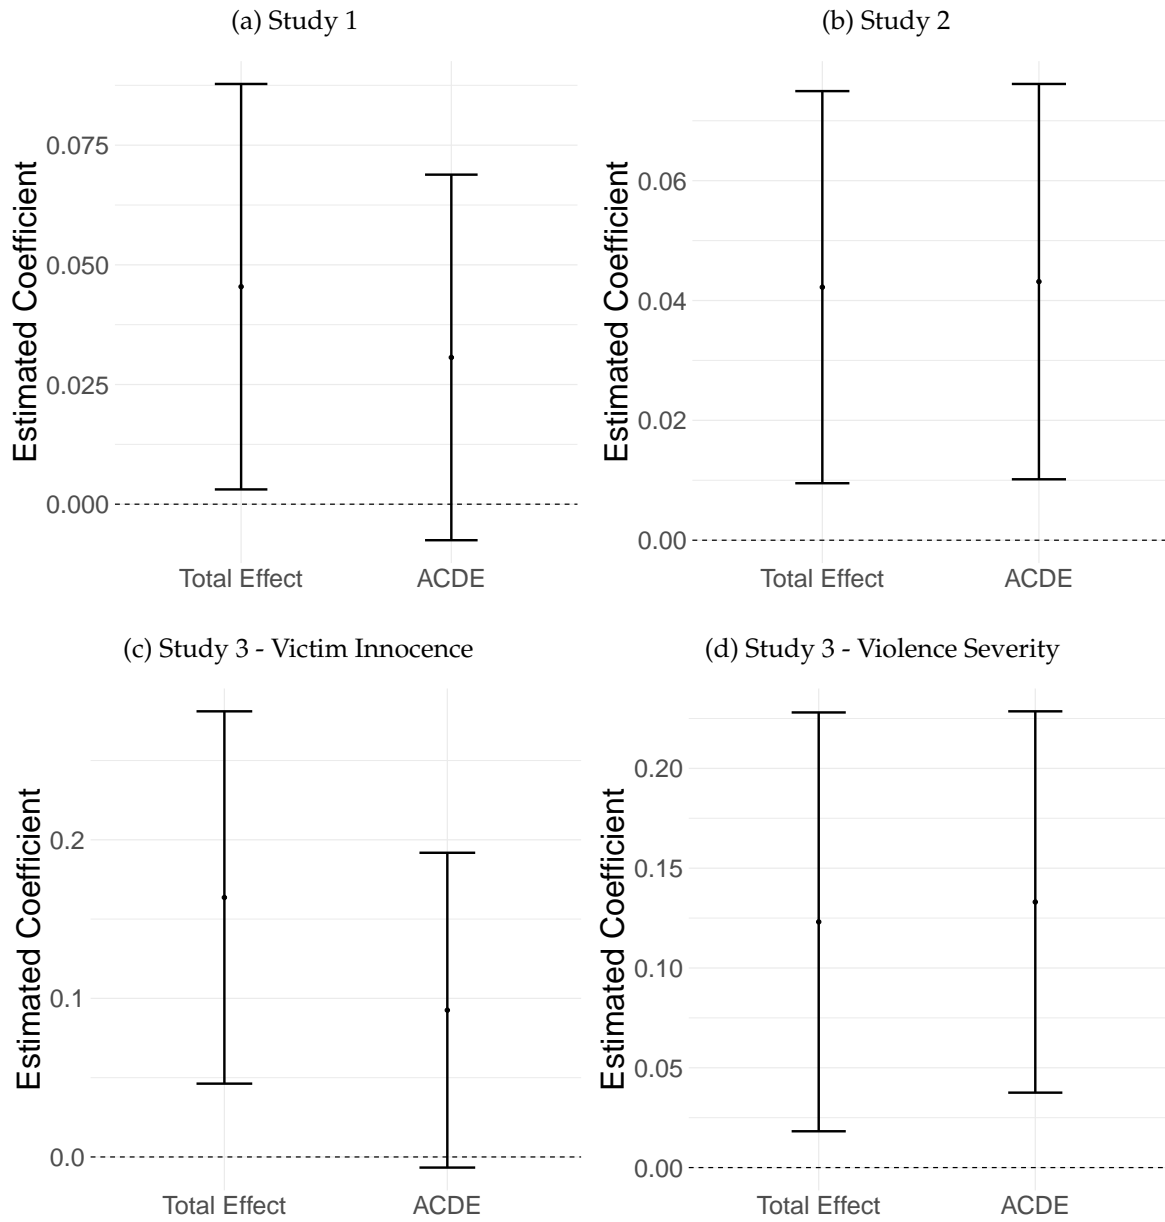 (a) Study 1
Estimated Coefficient
0.075
0.050
0.025
0.000
Total Effect ACDE
(b) Study 2
Estimated Coefficient
0.06
0.04
0.02
0.00
Total Effect ACDE
(c) Study 3 - Victim Innocence
Estimated Coefficient
0.2
0.1
0.0
Total Effect ACDE
(d) Study 3 - Violence Severity
Estimated Coefficient
0.20
0.15
0.10
0.05
0.00
Total Effect ACDE